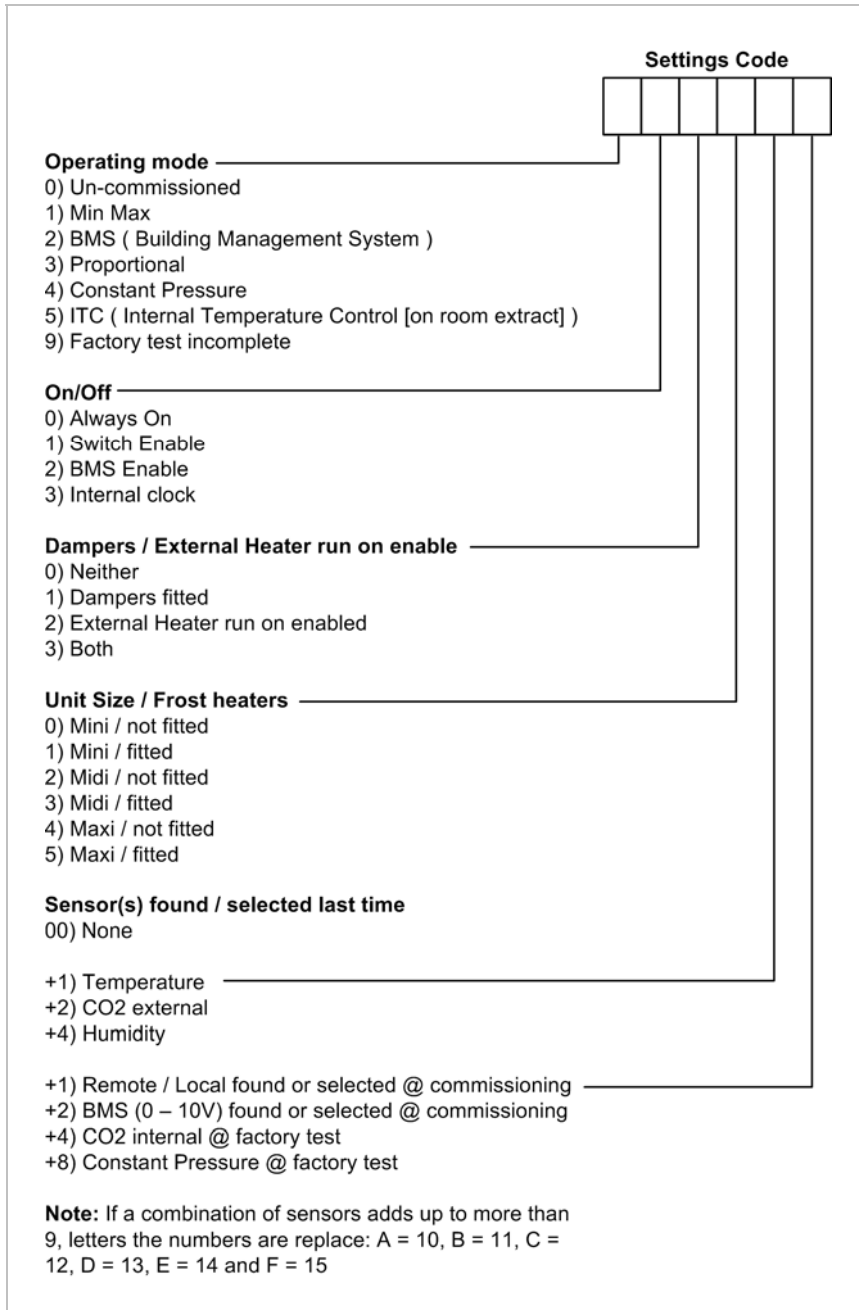 Settings Code
Operating mode
0) Un-commissioned
1) Min Max
2) BMS ( Building Management System )
3) Proportional
4) Constant Pressure
5) ITC ( Internal Temperature Control [on room extract] )
9) Factory test incomplete
On/Off
0) Always On
1) Switch Enable
2) BMS Enable
3) Internal clock
Dampers / External Heater run on enable
0) Neither
1) Dampers fitted
2) External Heater run on enabled
3) Both
Unit Size / Frost heaters
0) Mini / not fitted
1) Mini / fitted
2) Midi / not fitted
3) Midi / fitted
4) Maxi / not fitted
5) Maxi / fitted
Sensor(s) found / selected last time
00) None
+1) Temperature
+2) CO2 external
+4) Humidity
+1) Remote / Local found or selected @ commissioning
+2) BMS (0 – 10V) found or selected @ commissioning
+4) CO2 internal @ factory test
+8) Constant Pressure @ factory test
Note: If a combination of sensors adds up to more than
9, letters the numbers are replace: A = 10, B = 11, C =
12, D = 13, E = 14 and F = 15